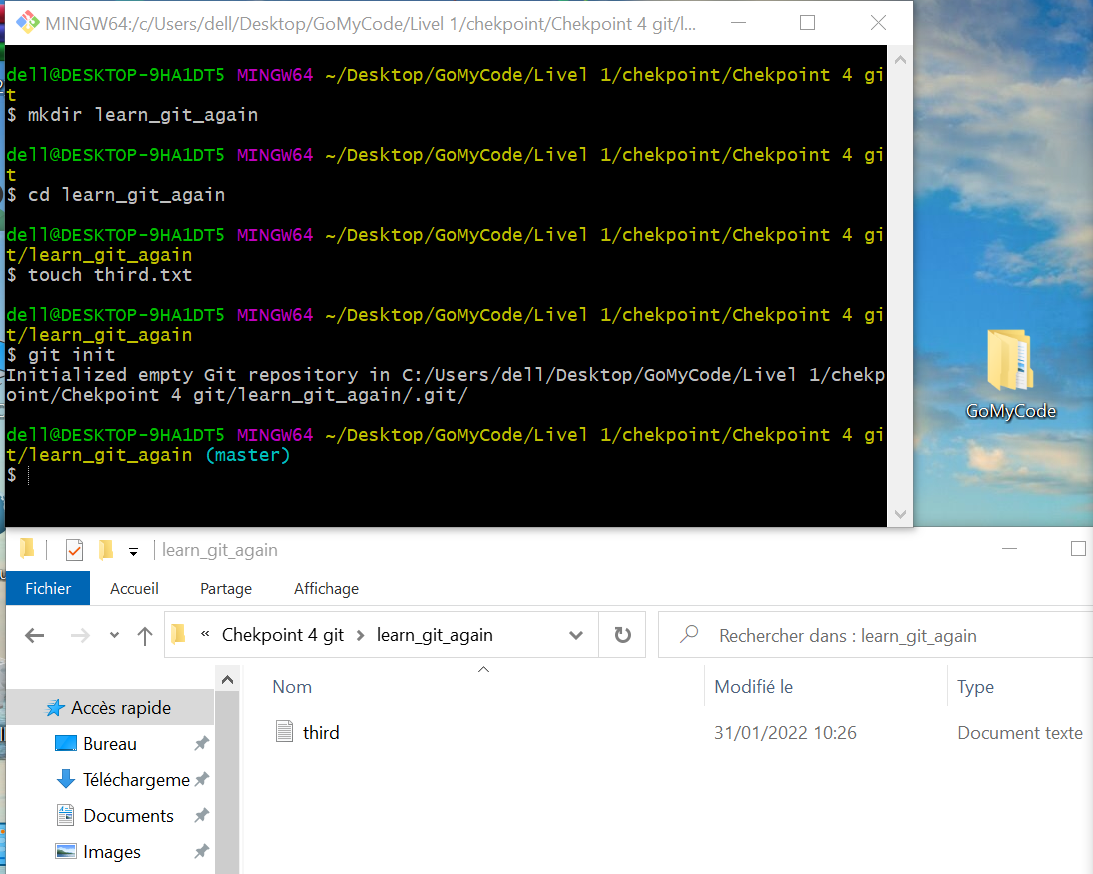 MINGW64:/c/Users/dell/Desktop/GoMyCode/Livel 1/chekpoint/Chekpoint 4 git/l...
dell@DESKTOP-9HA1DT5 MINGW64 ~/Desktop/GoMyCode/Livel 1/chekpoint/Chekpoint 4 gi
t
$ mkdir learn_git_again
dell@DESKTOP-9HA1DT5 MINGW64 ~/Desktop/GoMyCode/Livel 1/chekpoint/Chekpoint 4 gi
t
$ cd learn_git_again
dell@DESKTOP-9HA1DT5 MINGW64 ~/Desktop/GoMyCode/Livel 1/chekpoint/Chekpoint 4 gi
t/learn_git_again
$ touch third.txt
dell@DESKTOP-9HA1DT5 MINGW64 ~/Desktop/GoMyCode/Livel 1/chekpoint/Chekpoint 4 gi
t/learn_git_again
$ git init
Initialized empty Git repository in C:/Users/dell/Desktop/GoMyCode/Livel 1/chekp
oint/Chekpoint 4 git/learn_git_again/.git/
dell@DESKTOP-9HA1DT5 MINGW64 ~/Desktop/GoMyCode/Livel 1/chekpoint/Chekpoint 4 gi
t/learn_git_again (master)
$
GoMyCode
learn_git_again
Fichier Accueil Partage Affichage
« Chekpoint 4 git > learn_git_again
Rechercher dans : learn_git_again
Nom Modifié le Type
third 31/01/2022 10:26 Document texte
Accès rapide
Bureau
Téléchargeme
Documents
Images